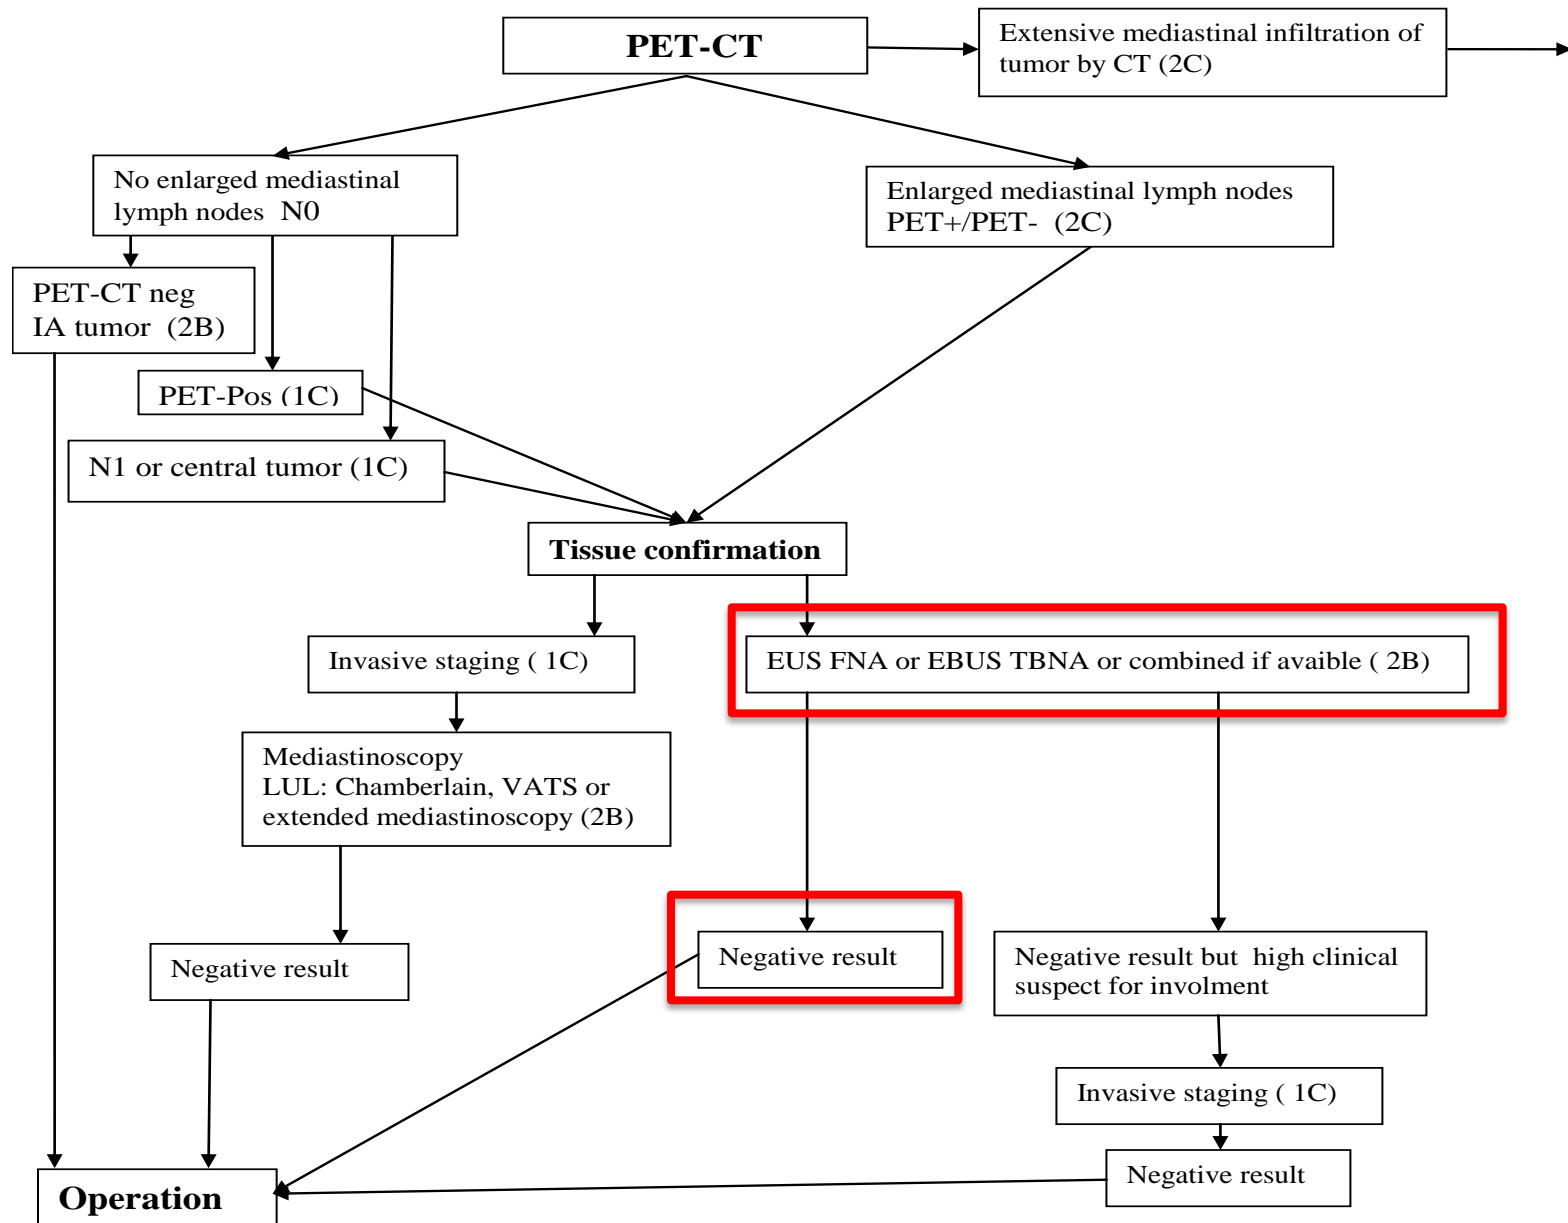 PET-CT
Extensive mediastinal infiltration of
tumor by CT (2C)
No enlarged mediastinal
lymph nodes N0
Enlarged mediastinal lymph nodes
PET+/PET- (2C)
PET-CT neg
IA tumor (2B)
PET-Pos (1C)
N1 or central tumor (1C)
Tissue confirmation
Invasive staging ( 1C)
EUS FNA or EBUS TBNA or combined if avaible ( 2B)
Mediastinoscopy
LUL: Chamberlain, VATS or
extended mediastinoscopy (2B)
Negative result
Negative result
Negative result but high clinical
suspect for involment
Invasive staging ( 1C)
Negative result
Operation